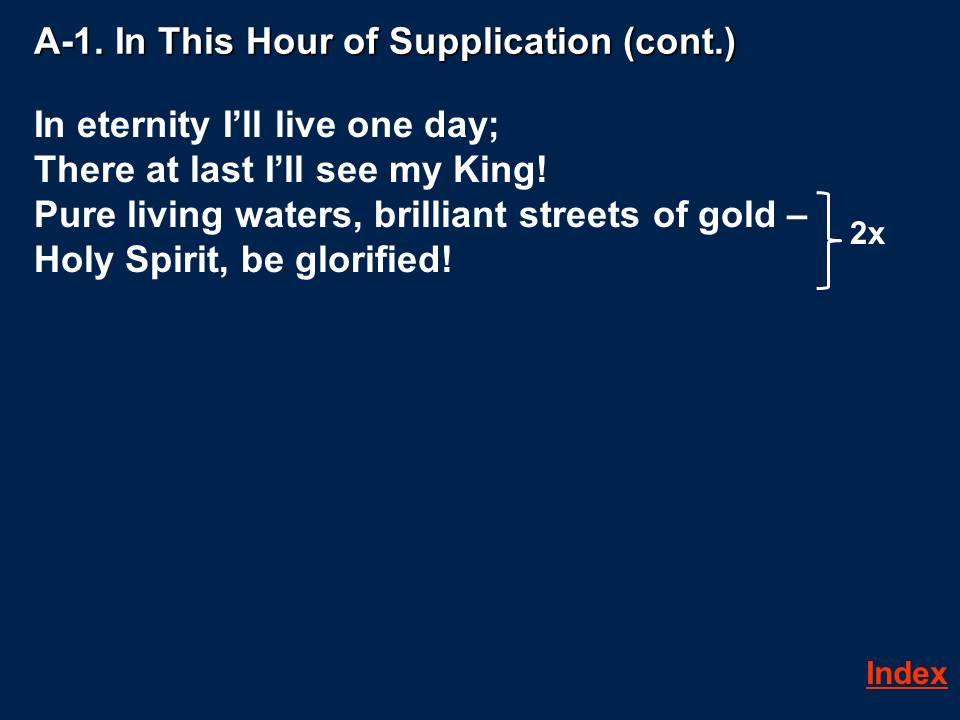 A-1. In This Hour of Supplication (cont.)
In eternity I’ll live one day;
There at last I’ll see my King!
Pure living waters, brilliant streets of gold –
Holy Spirit, be glorified!
2x
Index